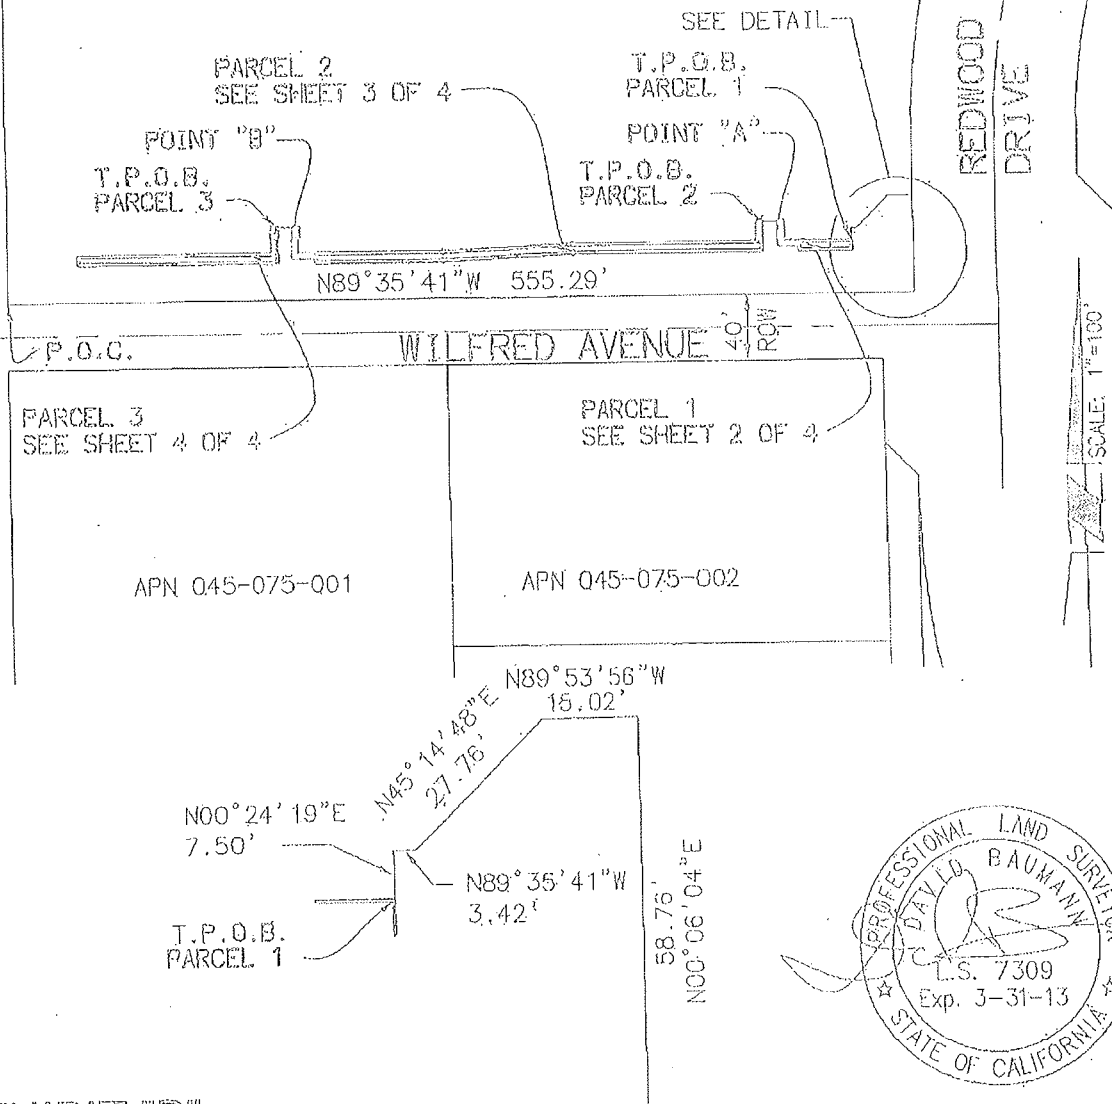 SEE DETAIL
REDWOOD
DRIVE
PARCEL 2
SEE SHEET 3 OF 4
T.P.O.B.
PARCEL 1
POINT "B"
POINT "A"
T.P.O.B.
PARCEL 3
T.P.O.B.
PARCEL 2
N89°35'41"W 555.29'
P.O.C.
WILFRED AVENUE
40'
ROW
SCALE: 1"=100'
PARCEL 3
SEE SHEET 4 OF 4
PARCEL 1
SEE SHEET 2 OF 4
APN 045-075-001
APN 045-075-002
N89°53'56"W
15.02'
N45°14'48"E
27.76'
N00°24'19"E
7.50'
N89°35'41"W
3.42'
T.P.O.B.
PARCEL 1
58.76'
N00°06'04"E
PROFESSIONAL LAND SURVEYOR
DAVID BAUMANN
L.S. 7309
Exp. 3-31-13
STATE OF CALIFORNIA